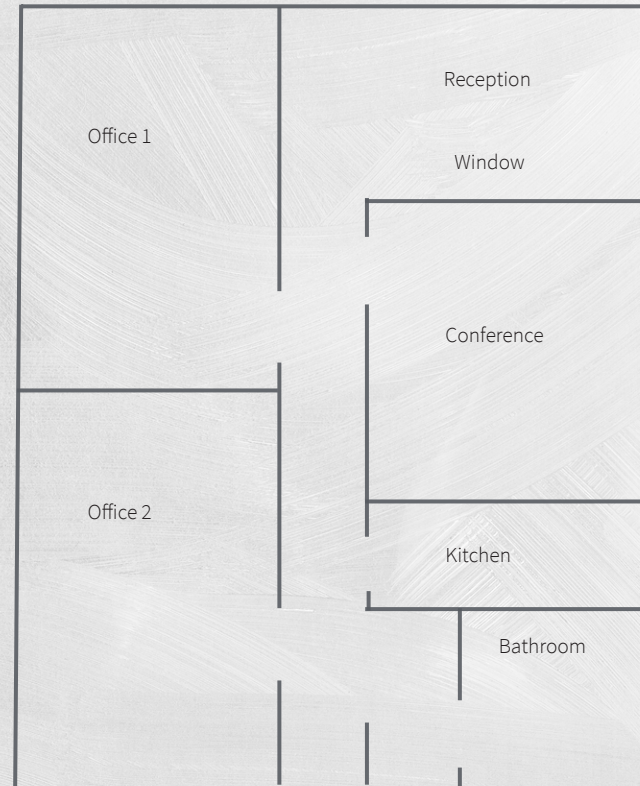 Reception
Office 1
Window
Conference
Office 2
Kitchen
Bathroom